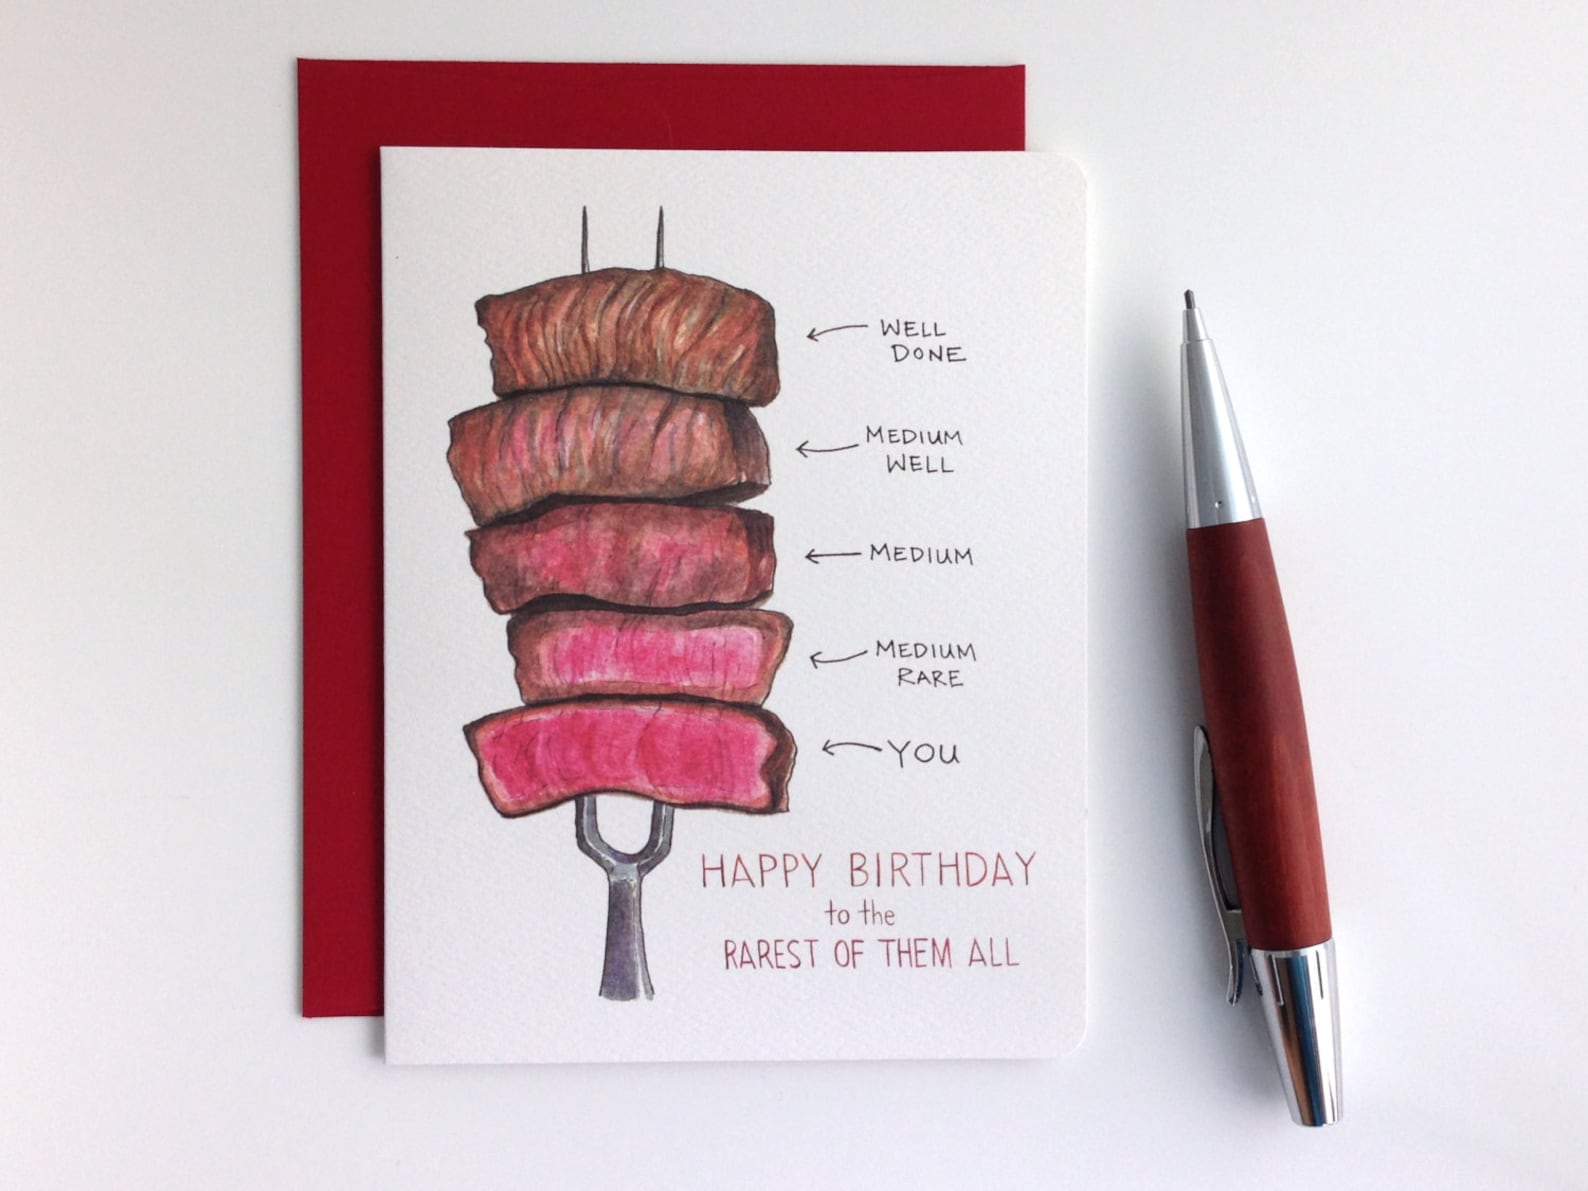 WELL
DONE
MEDIUM
WELL
MEDIUM
MEDIUM
RARE
YOU
HAPPY BIRTHDAY
to the
RAREST OF THEM ALL